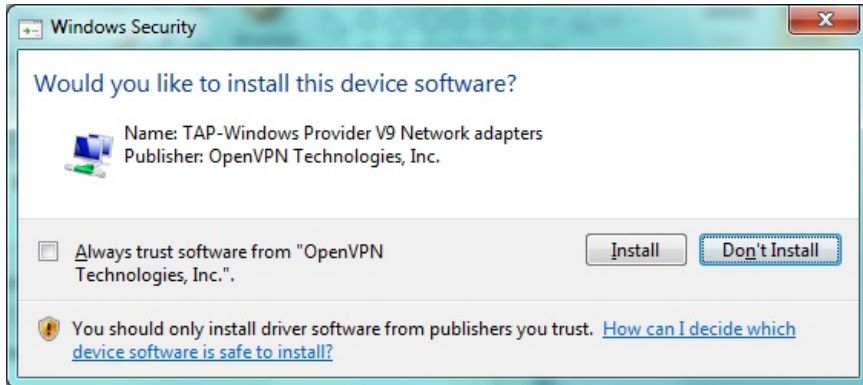 Windows Security
Would you like to install this device software?
Name: TAP-Windows Provider V9 Network adapters
Publisher: OpenVPN Technologies, Inc.
Always trust software from "OpenVPN
Technologies, Inc.".
Install
Don't Install
You should only install driver software from publishers you trust. How can I decide which
device software is safe to install?